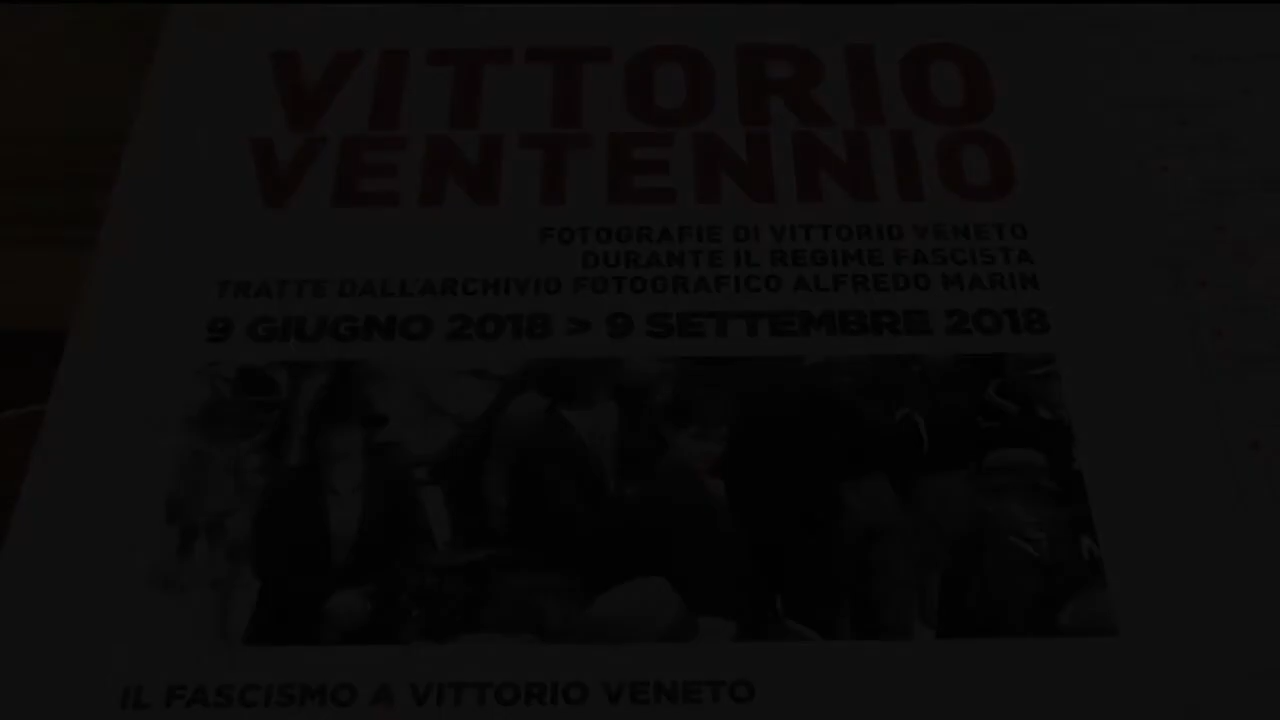 VITTORIO
VENTENNIO
FOTOGRAFIE DI VITTORIO VENETO
DURANTE IL REGIME FASCISTA
TRATTE DALL'ARCHIVIO FOTOGRAFICO ALFREDO MARIN
9 GIUGNO 2018 > 9 SETTEMBRE 2018
IL FASCISMO A VITTORIO VENETO